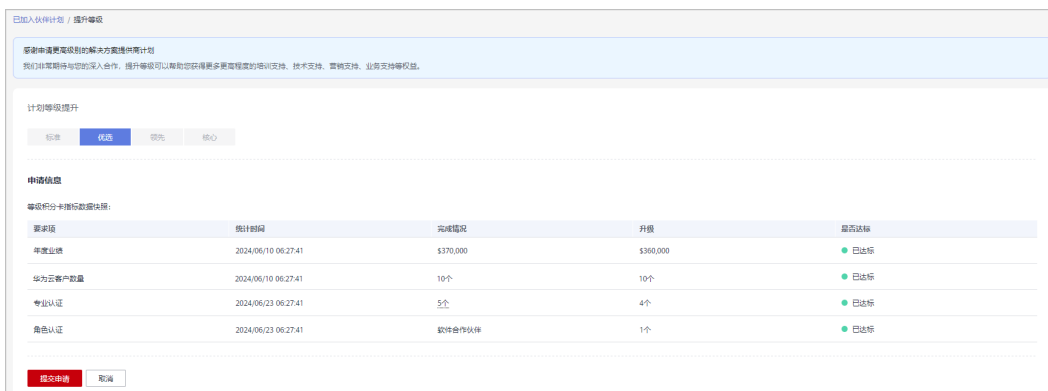 已加入伙伴计划 / 提升等级
感谢申请更高级别的解决方案提供商计划
我们非常期待与您的深入合作，提升等级可以帮助您获得更多更高程度的培训支持、技术支持、营销支持、业务支持等权益。
计划等级提升
标准 优选 领先 核心
申请信息
等级积分卡指标数据快照：
要求项 统计时间 完成情况 升级 是否达标
年度业绩 2024/06/10 06:27:41 $370,000 $360,000 已达标
华为云客户数量 2024/06/10 06:27:41 10个 10个 已达标
专业认证 2024/06/23 06:27:41 5个 4个 已达标
角色认证 2024/06/23 06:27:41 软件合作伙伴 1个 已达标
提交申请 取消